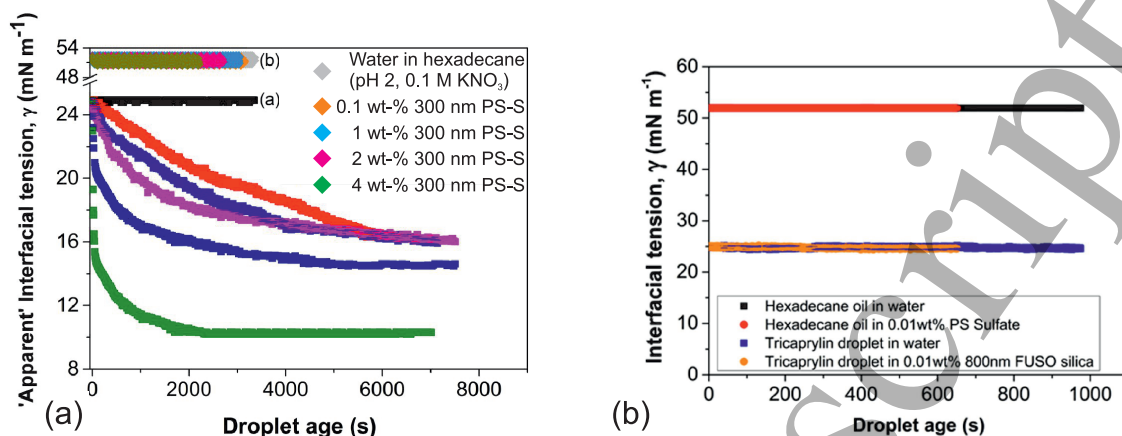 'Apparent' Interfacial tension, γ (mN m⁻¹)
54
48
24
20
16
12
8
(b)
(a)
Water in hexadecane
(pH 2, 0.1 M KNO₃)
0.1 wt-% 300 nm PS-S
1 wt-% 300 nm PS-S
2 wt-% 300 nm PS-S
4 wt-% 300 nm PS-S
0 2000 4000 6000 8000
Droplet age (s)
(a)
Interfacial tension, γ (mN m⁻¹)
60
50
40
30
20
10
0
Hexadecane oil in water
Hexadecane oil in 0.01wt% PS Sulfate
Tricaprylin droplet in water
Tricaprylin droplet in 0.01wt% 800nm FUSO silica
0 200 400 600 800 1000
Droplet age (s)
(b)
script